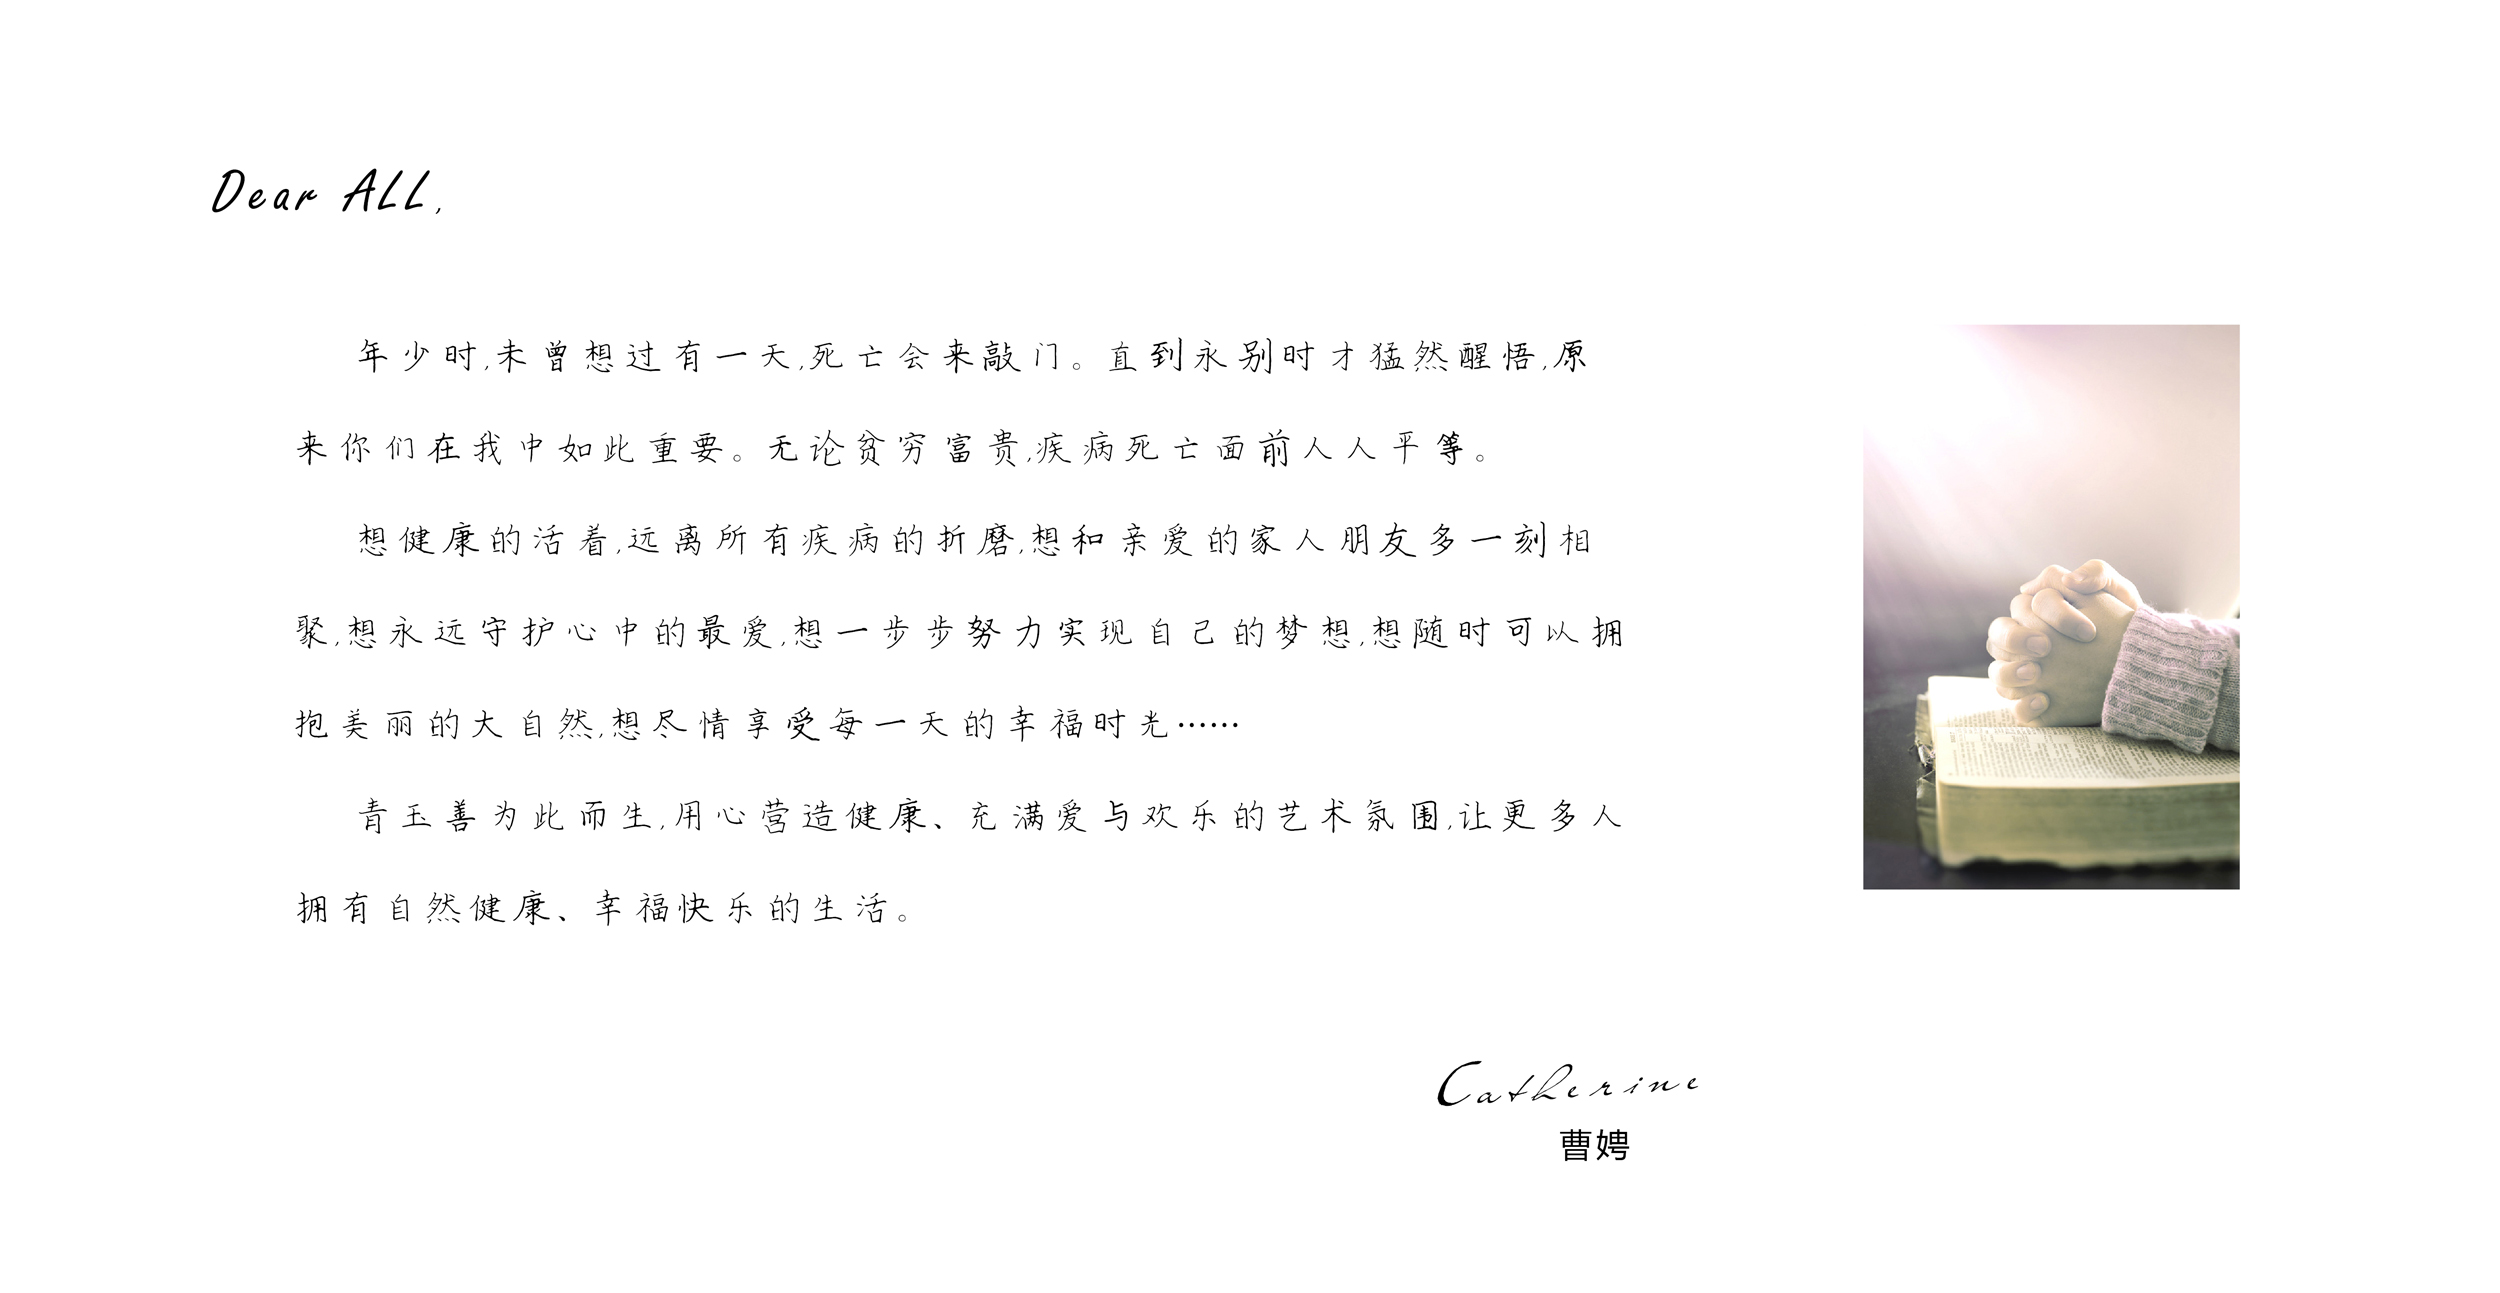 Dear ALL,
年少时,未曾想过有一天,死亡会来敲门。直到永别时才猛然醒悟,原
来你们在我中如此重要。无论贫穷富贵,疾病死亡面前人人平等。
想健康的活着,远离所有疾病的折磨,想和亲爱的家人朋友多一刻相
聚,想永远守护心中的最爱,想一步步努力实现自己的梦想,想随时可以拥
抱美丽的大自然,想尽情享受每一天的幸福时光……
青玉善为此而生,用心营造健康、充满爱与欢乐的艺术氛围,让更多人
拥有自然健康、幸福快乐的生活。
Catherine
曹娉